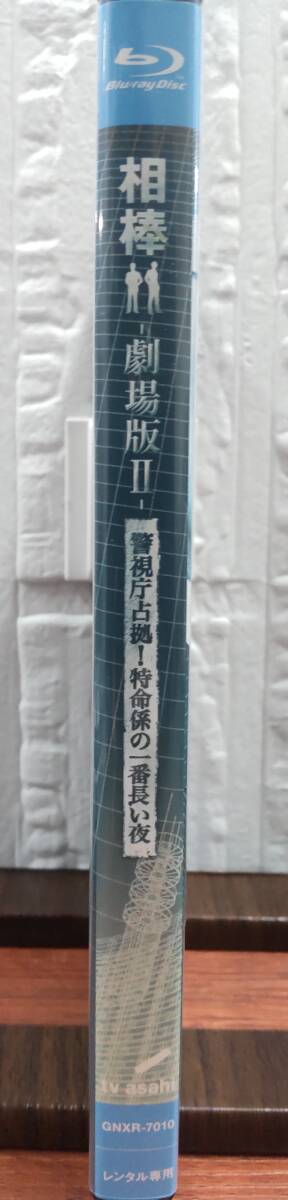 Blu-ray Disc
相棒
-劇場版II-
警視庁占拠!特命係の一番長い夜
tv asahi
GNXR-7010
レンタル専用